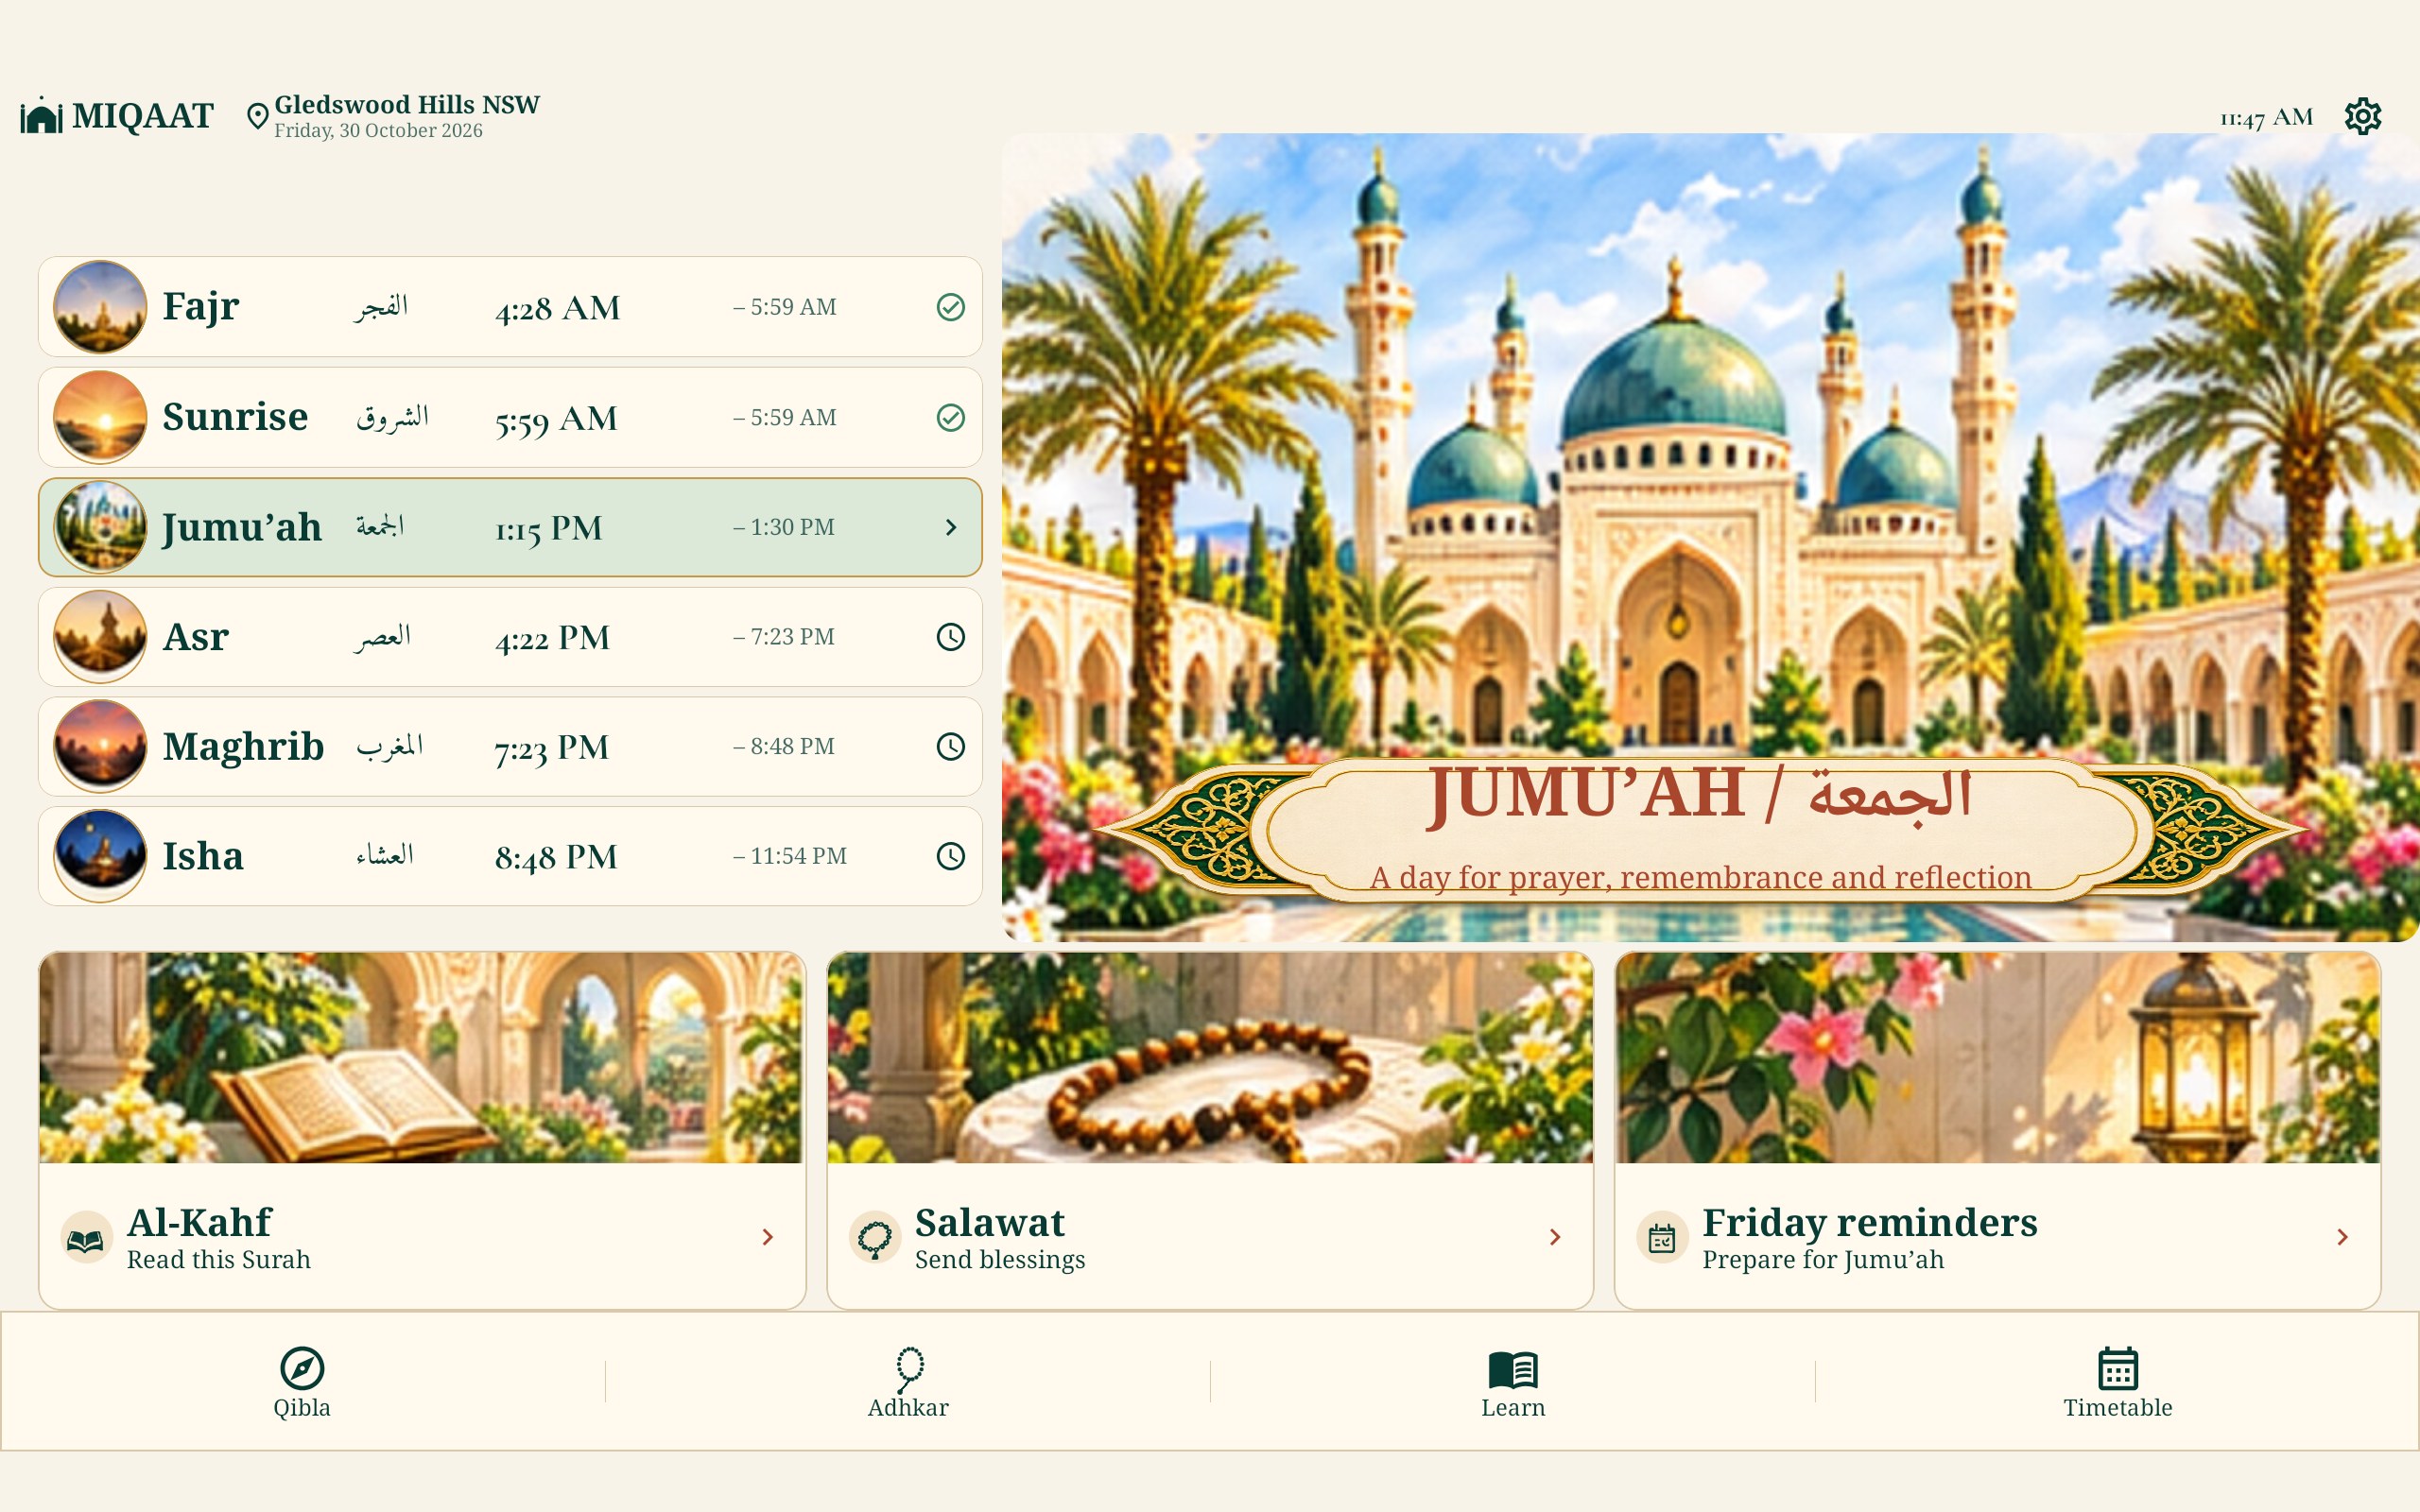 MIQAAT
Gledswood Hills NSW
Friday, 30 October 2026
11:47 AM
Fajr الفجر 4:28 AM – 5:59 AM
Sunrise الشروق 5:59 AM – 5:59 AM
Jumu’ah الجمعة 1:15 PM – 1:30 PM
Asr العصر 4:22 PM – 7:23 PM
Maghrib المغرب 7:23 PM – 8:48 PM
Isha العشاء 8:48 PM – 11:54 PM
JUMU’AH / الجمعة
A day for prayer, remembrance and reflection
Al-Kahf
Read this Surah
Salawat
Send blessings
Friday reminders
Prepare for Jumu’ah
Qibla
Adhkar
Learn
Timetable